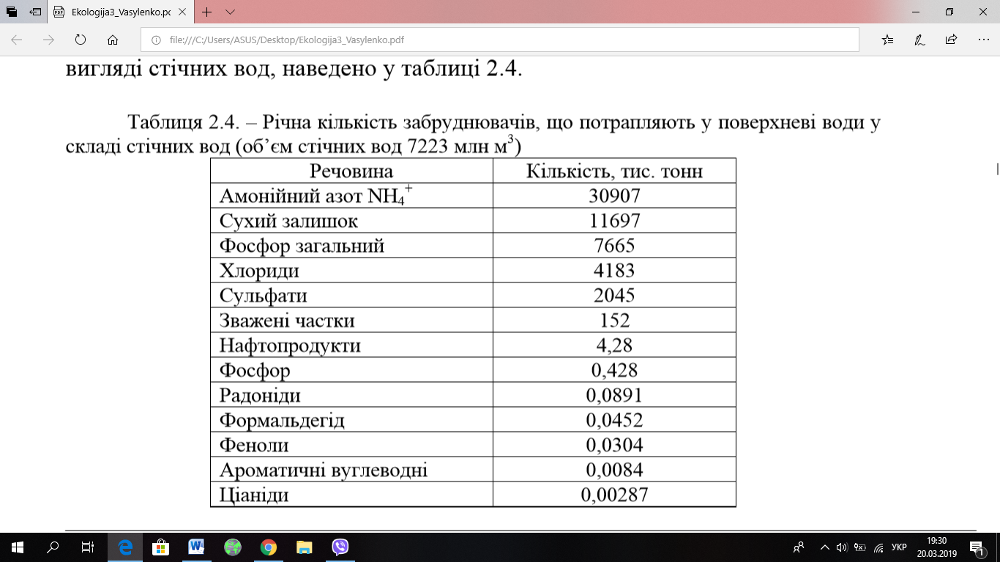 Ekologija3_Vasylenko.pc
file:///C:/Users/ASUS/Desktop/Ekologija3_Vasylenko.pdf
вигляді стічних вод, наведено у таблиці 2.4.
Таблиця 2.4. – Річна кількість забруднювачів, що потрапляють у поверхневі води у
складі стічних вод (об’єм стічних вод 7223 млн м³)
Речовина Кількість, тис. тонн
Амонійний азот NH₄⁺ 30907
Сухий залишок 11697
Фосфор загальний 7665
Хлориди 4183
Сульфати 2045
Зважені частки 152
Нафтопродукти 4,28
Фосфор 0,428
Радоніди 0,0891
Формальдегід 0,0452
Феноли 0,0304
Ароматичні вуглеводні 0,0084
Ціаніди 0,00287
УКР
19:30
20.03.2019
1